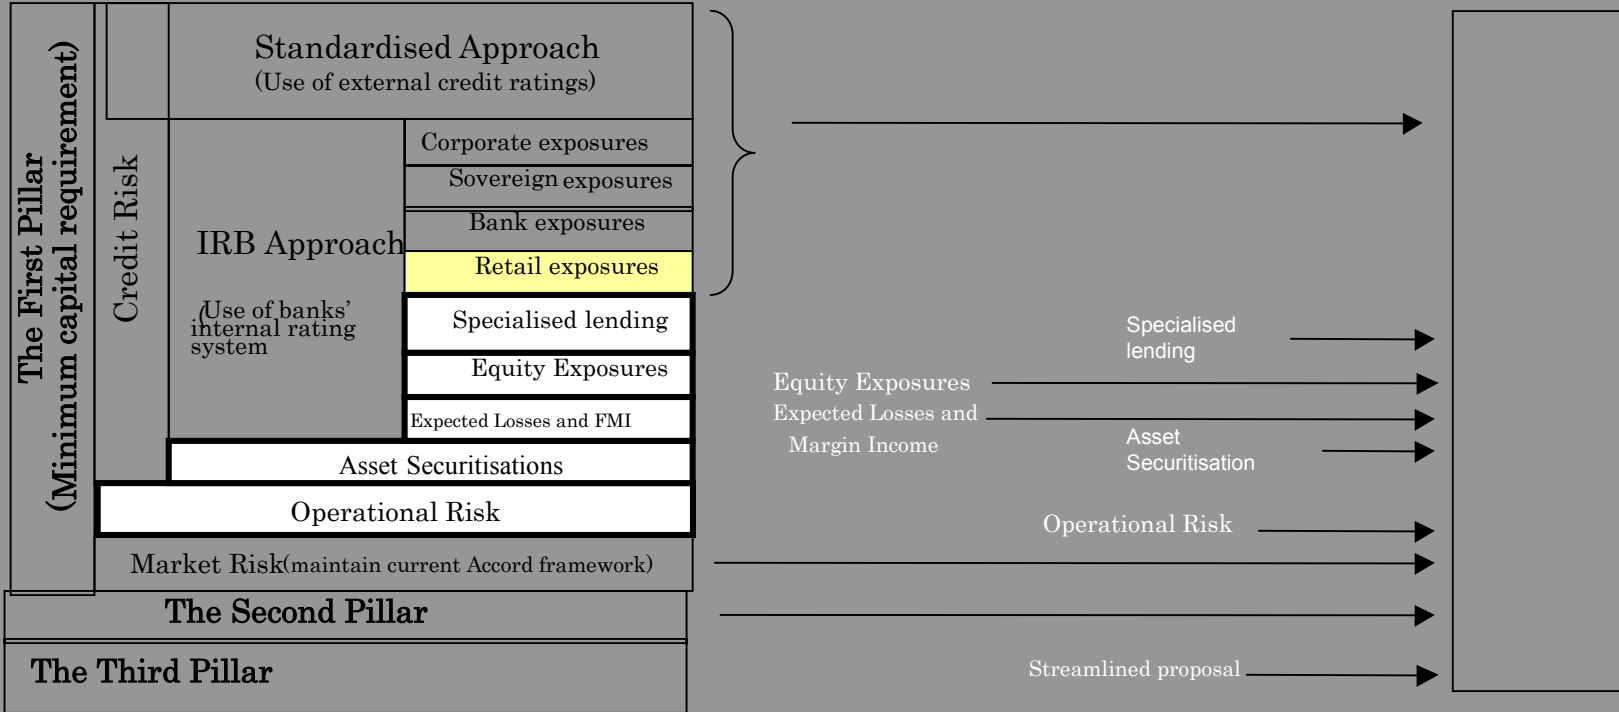 The First Pillar
(Minimum capital requirement)
Credit Risk
Standardised Approach
(Use of external credit ratings)
IRB Approach
(Use of banks'
internal rating
system
Corporate exposures
Sovereign exposures
Bank exposures
Retail exposures
Specialised lending
Equity Exposures
Expected Losses and FMI
Asset Securitisations
Operational Risk
Market Risk(maintain current Accord framework)
The Second Pillar
The Third Pillar
Specialised
lending
Equity Exposures
Expected Losses and
Margin Income
Asset
Securitisation
Operational Risk
Streamlined proposal